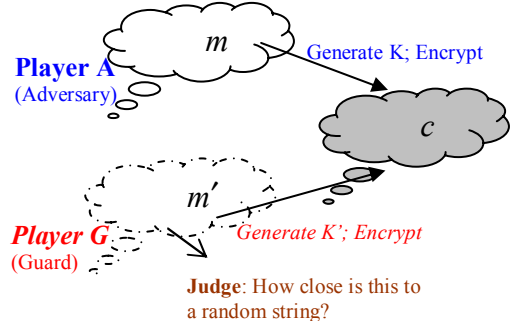 m
Player A
Generate K; Encrypt
(Adversary)
c
m′
Player G
Generate K’; Encrypt
(Guard)
Judge: How close is this to
a random string?